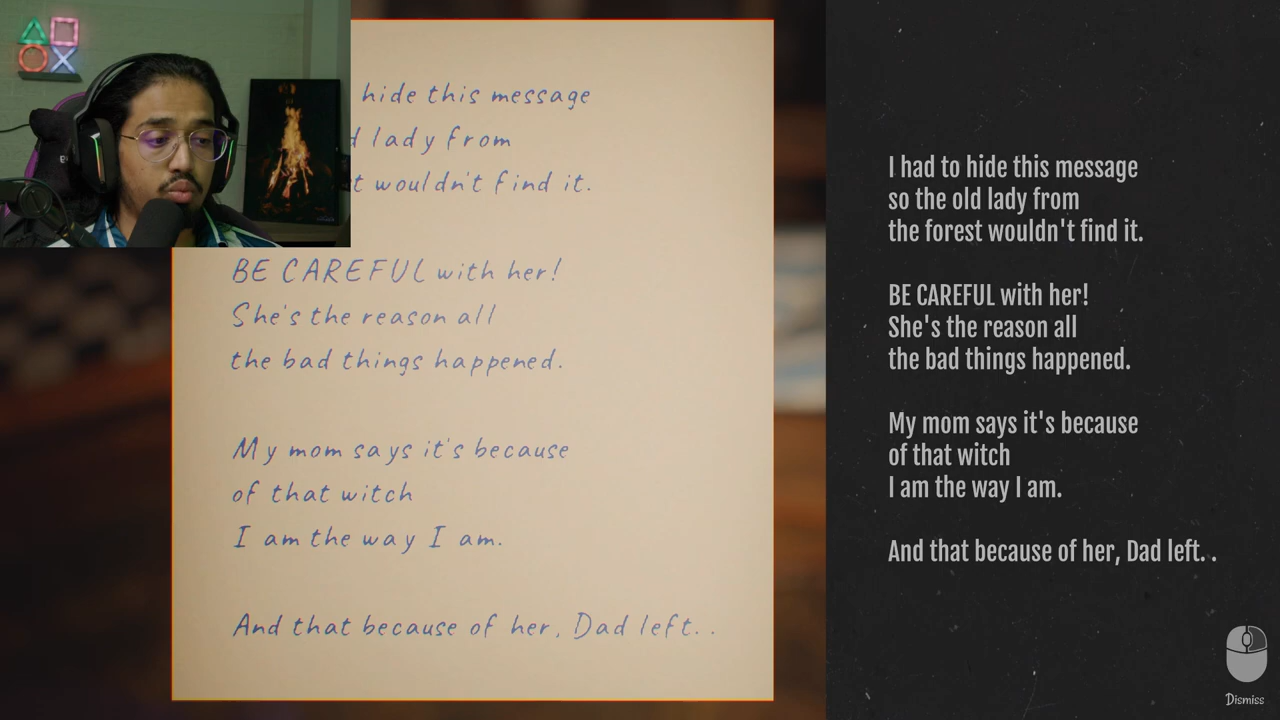 hide this message
lady from
wouldn't find it.
BE CAREFUL with her!
She's the reason all
the bad things happened.
My mom says it's because
of that witch
I am the way I am.
And that because of her, Dad left. .
I had to hide this message
so the old lady from
the forest wouldn't find it.
BE CAREFUL with her!
She's the reason all
the bad things happened.
My mom says it's because
of that witch
I am the way I am.
And that because of her, Dad left. .
Dismiss